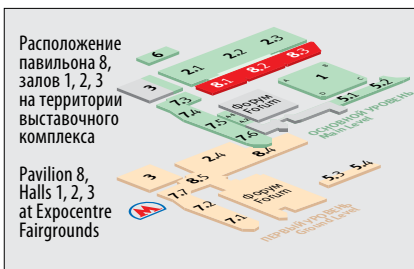 Расположение
павильона 8,
залов 1, 2, 3
на территории
выставочного
комплекса
Pavilion 8,
Halls 1, 2, 3
at Expocentre
Fairgrounds
6
2.1 2.2 2.3
8.1 8.2 8.3
3
1
A B C
7.3
7.4
7.5
7.6
Форум
Forum
5.1 5.2
ОСНОВНОЙ УРОВЕНЬ
Main Level
2.4
8.4
3
8.5
7.7
7.2
7.1
Форум
Forum
5.3 5.4
ПЕРВЫЙ УРОВЕНЬ
Ground Level
М